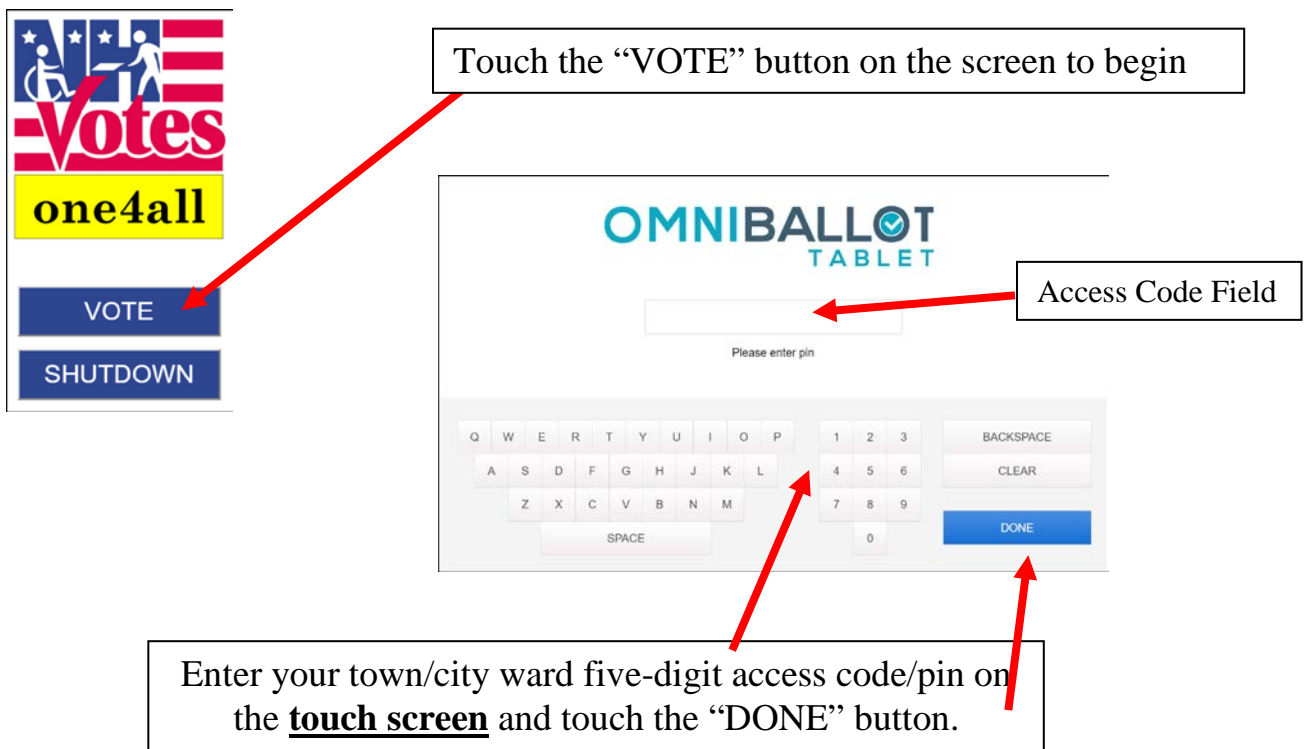 NH
Votes
one4all
VOTE
SHUTDOWN
Touch the “VOTE” button on the screen to begin
OMNIBALLOT
TABLET
Access Code Field
Please enter pin
Q W E R T Y U I O P 1 2 3 BACKSPACE
A S D F G H J K L 4 5 6 CLEAR
Z X C V B N M 7 8 9
SPACE 0 DONE
Enter your town/city ward five-digit access code/pin on
the touch screen and touch the “DONE” button.